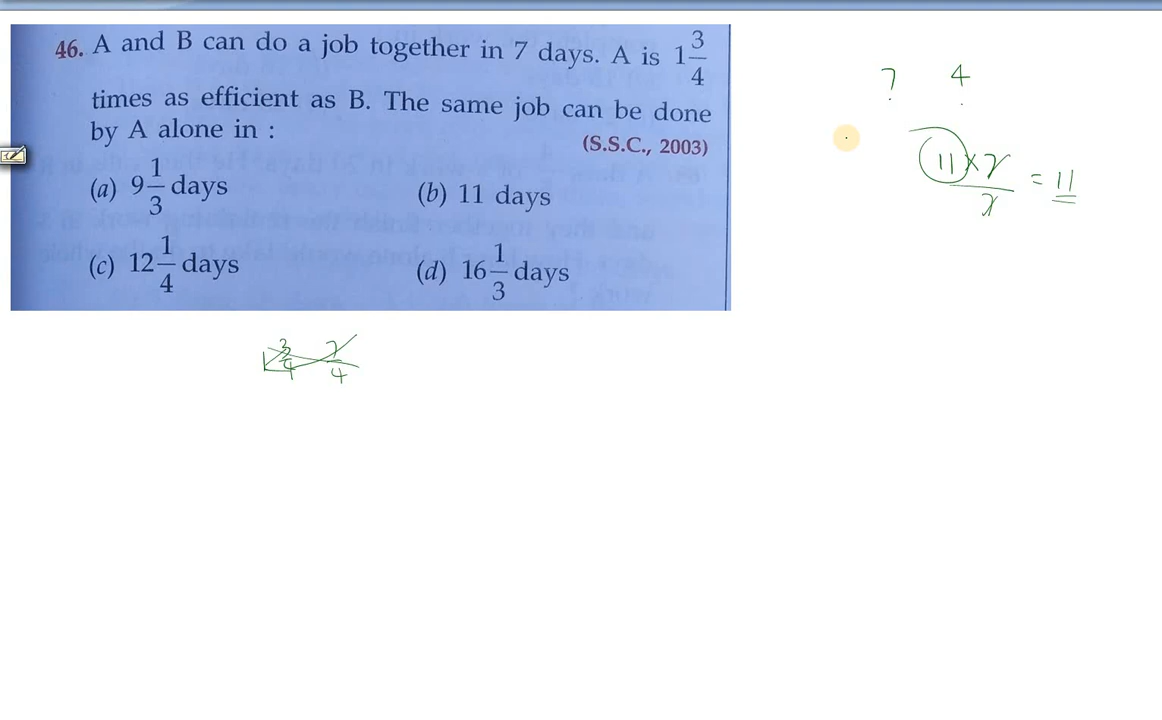 46. A and B can do a job together in 7 days. A is 1 3/4
times as efficient as B. The same job can be done
by A alone in :
(S.S.C., 2003)
(a) 9 1/3 days
(b) 11 days
(c) 12 1/4 days
(d) 16 1/3 days
7 4
11 × 7 / 7 = 11
1 3/4 7/4